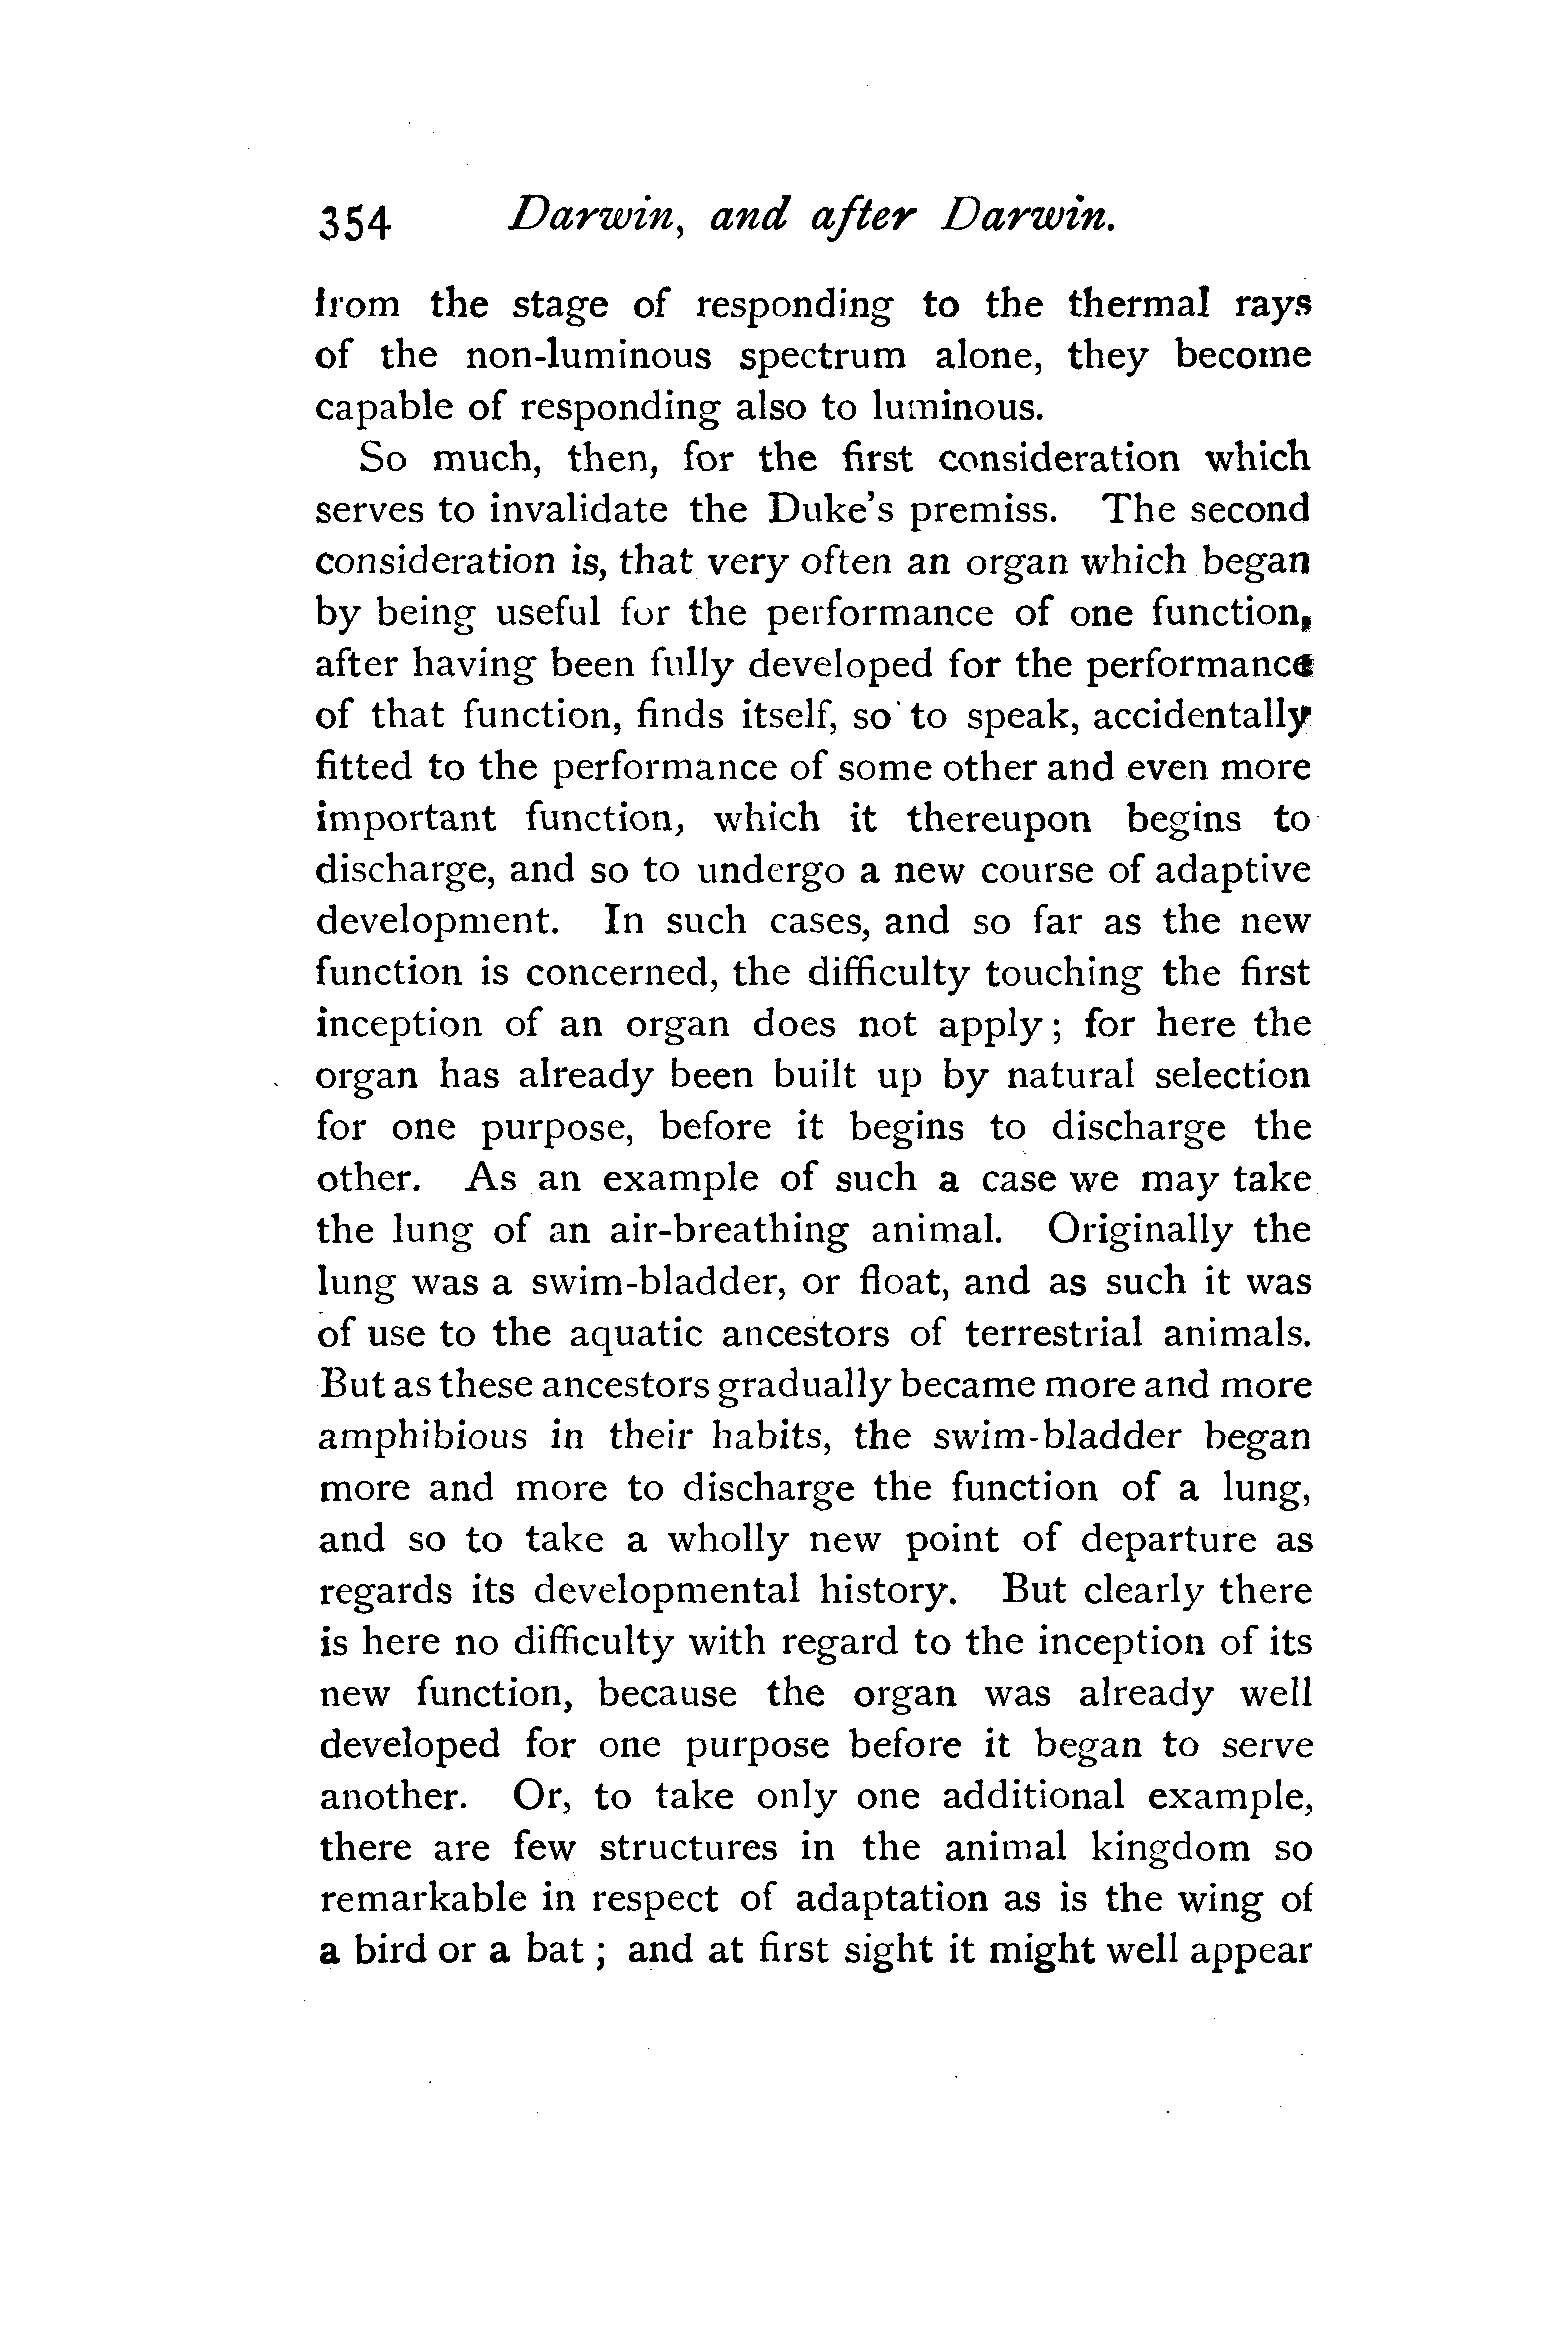 354 Darwin, and after Darwin.
from the stage of responding to the thermal rays
of the non-luminous spectrum alone, they become
capable of responding also to luminous.
So much, then, for the first consideration which
serves to invalidate the Duke's premiss. The second
consideration is, that very often an organ which began
by being useful for the performance of one function,
after having been fully developed for the performance
of that function, finds itself, so to speak, accidentally
fitted to the performance of some other and even more
important function, which it thereupon begins to
discharge, and so to undergo a new course of adaptive
development. In such cases, and so far as the new
function is concerned, the difficulty touching the first
inception of an organ does not apply; for here the
organ has already been built up by natural selection
for one purpose, before it begins to discharge the
other. As an example of such a case we may take
the lung of an air-breathing animal. Originally the
lung was a swim-bladder, or float, and as such it was
of use to the aquatic ancestors of terrestrial animals.
But as these ancestors gradually became more and more
amphibious in their habits, the swim-bladder began
more and more to discharge the function of a lung,
and so to take a wholly new point of departure as
regards its developmental history. But clearly there
is here no difficulty with regard to the inception of its
new function, because the organ was already well
developed for one purpose before it began to serve
another. Or, to take only one additional example,
there are few structures in the animal kingdom so
remarkable in respect of adaptation as is the wing of
a bird or a bat; and at first sight it might well appear